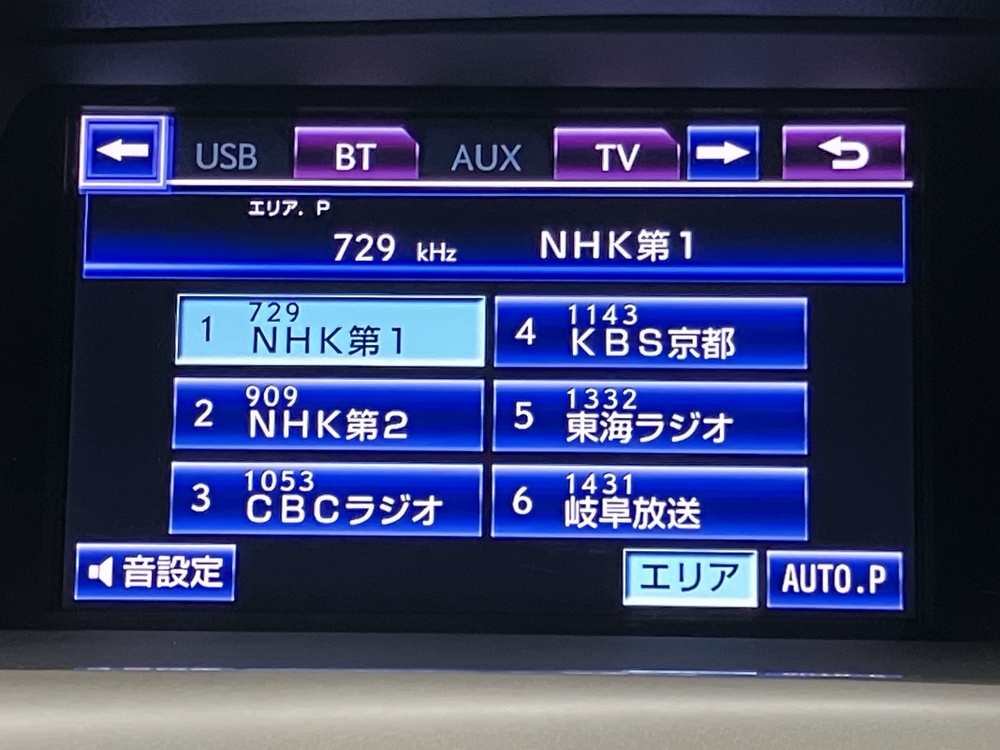 USB BT AUX TV
エリア. P
729 kHz NHK第1
1 729 NHK第1
4 1143 KBS京都
2 909 NHK第2
5 1332 東海ラジオ
3 1053 CBCラジオ
6 1431 岐阜放送
音設定 エリア AUTO.P